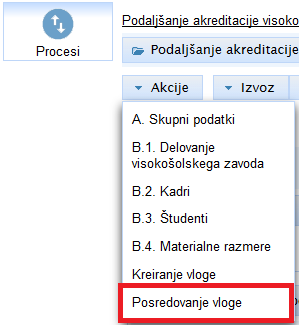 Procesi
Podaljšanje akreditacije visoko
Podaljšanje akreditacije
Akcije
Izvoz
A. Skupni podatki
B.1. Delovanje
visokošolskega zavoda
B.2. Kadri
B.3. Študenti
B.4. Materialne razmere
Kreiranje vloge
Posredovanje vloge